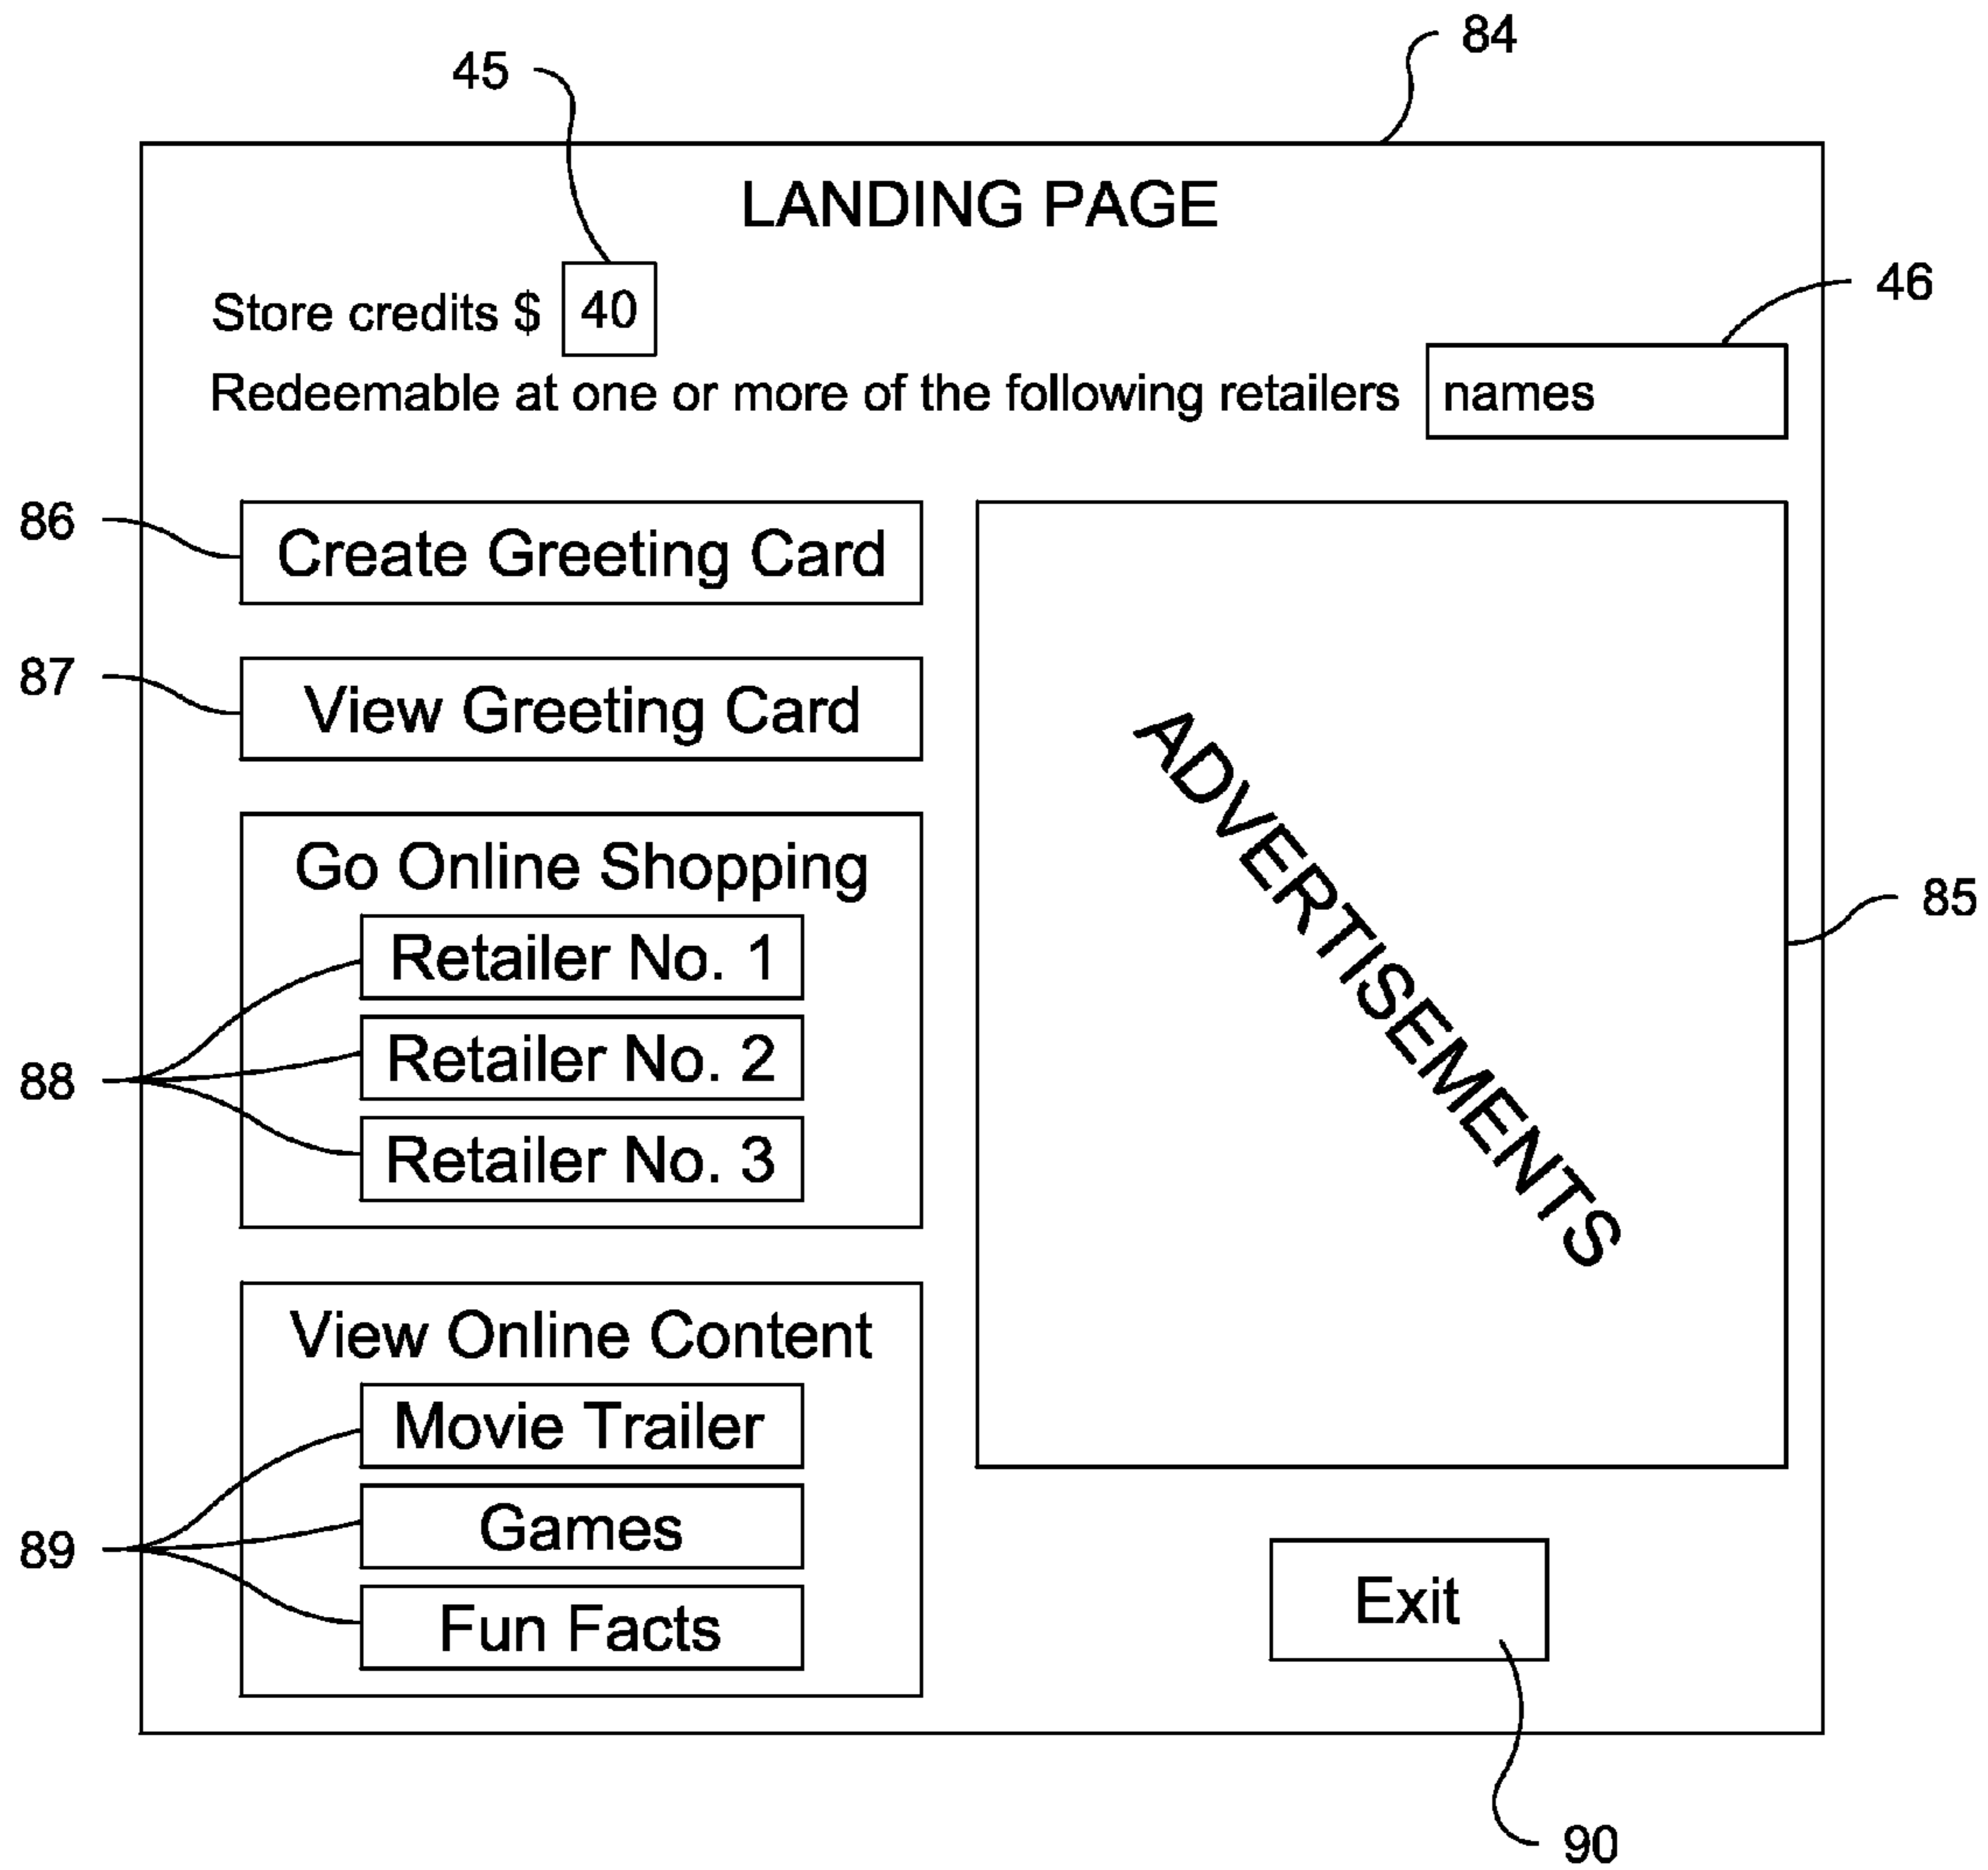 84
45
LANDING PAGE
Store credits $ 40
46
Redeemable at one or more of the following retailers names
86
Create Greeting Card
87
View Greeting Card
Go Online Shopping
Retailer No. 1
Retailer No. 2
Retailer No. 3
88
ADVERTISEMENTS
85
View Online Content
Movie Trailer
Games
Fun Facts
89
Exit
90